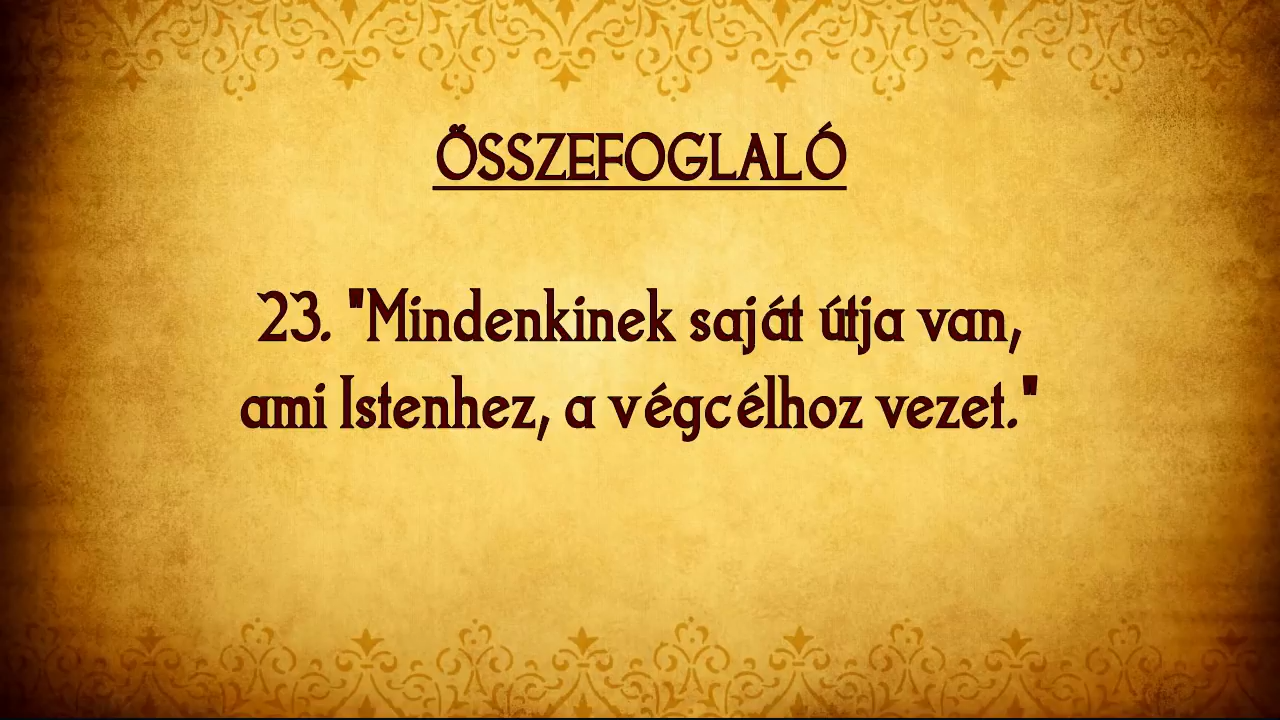 ÖSSZEFOGLALÓ
23. "Mindenkinek saját útja van,
ami Istenhez, a végcélhoz vezet."